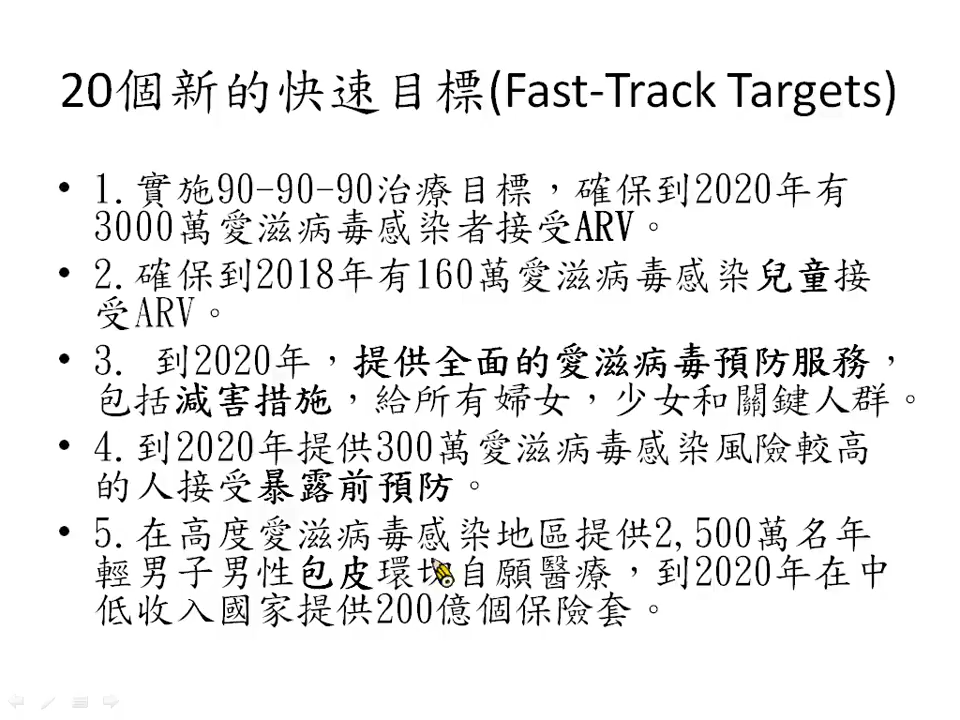 20個新的快速目標(Fast-Track Targets)
• 1.實施90-90-90治療目標，確保到2020年有
3000萬愛滋病毒感染者接受ARV。
• 2.確保到2018年有160萬愛滋病毒感染兒童接
受ARV。
• 3. 到2020年，提供全面的愛滋病毒預防服務，
包括減害措施，給所有婦女，少女和關鍵人群。
• 4.到2020年提供300萬愛滋病毒感染風險較高
的人接受暴露前預防。
• 5.在高度愛滋病毒感染地區提供2,500萬名年
輕男子男性包皮環切自願醫療，到2020年在中
低收入國家提供200億個保險套。